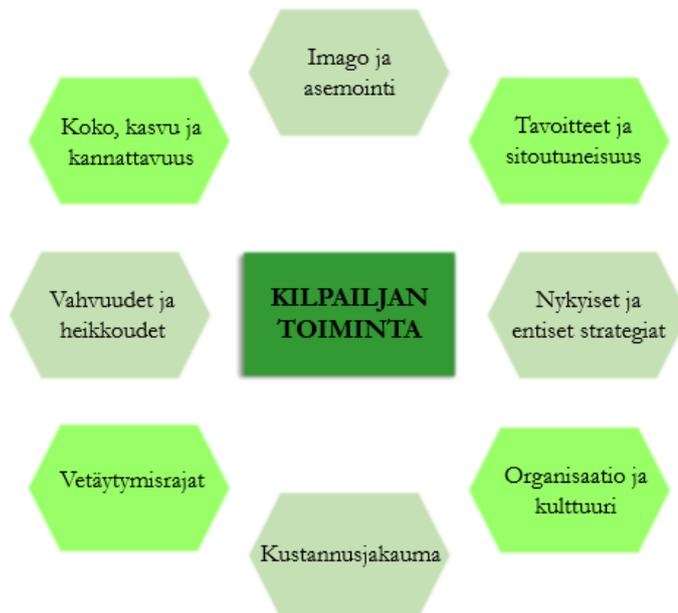 Imago ja
asemointi
Koko, kasvu ja
kannattavuus
Tavoitteet ja
sitoutuneisuus
Vahvuudet ja
heikkoudet
KILPAILJAN
TOIMINTA
Nykyiset ja
entiset strategiat
Vetäytymisrajat
Organisaatio ja
kulttuuri
Kustannusjakauma